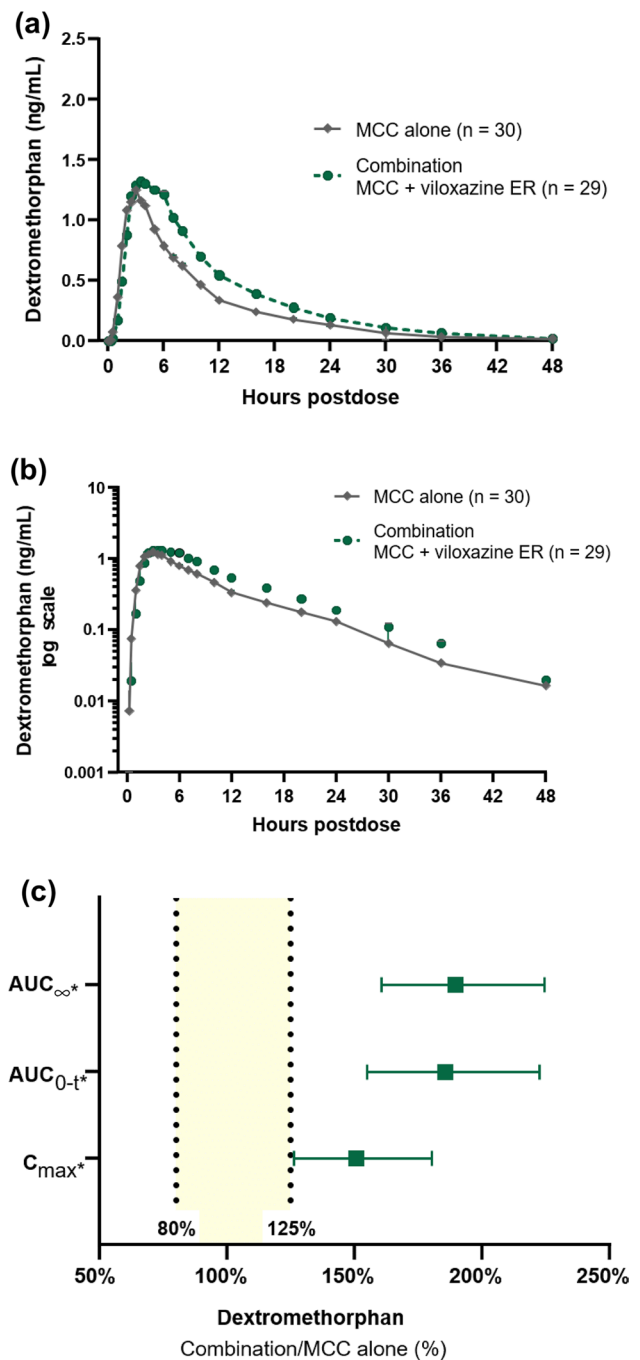 (a)
Dextromethorphan (ng/mL)
2.5
2.0
1.5
1.0
0.5
0.0
MCC alone (n = 30)
Combination
MCC + viloxazine ER (n = 29)
0 6 12 18 24 30 36 42 48
Hours postdose
(b)
Dextromethorphan (ng/mL)
log scale
10
1
0.1
0.01
0.001
MCC alone (n = 30)
Combination
MCC + viloxazine ER (n = 29)
0 6 12 18 24 30 36 42 48
Hours postdose
(c)
AUC∞*
AUC0-t*
Cmax*
80% 125%
50% 100% 150% 200% 250%
Dextromethorphan
Combination/MCC alone (%)